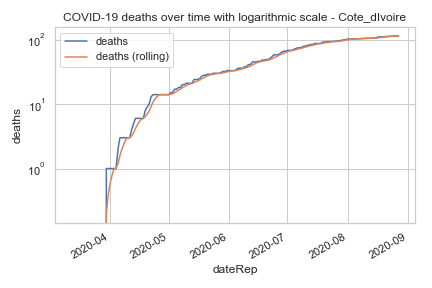 COVID-19 deaths over time with logarithmic scale - Cote_dIvoire
deaths
deaths (rolling)
10²
10¹
10⁰
deaths
2020-04
2020-05
2020-06
2020-07
2020-08
2020-09
dateRep